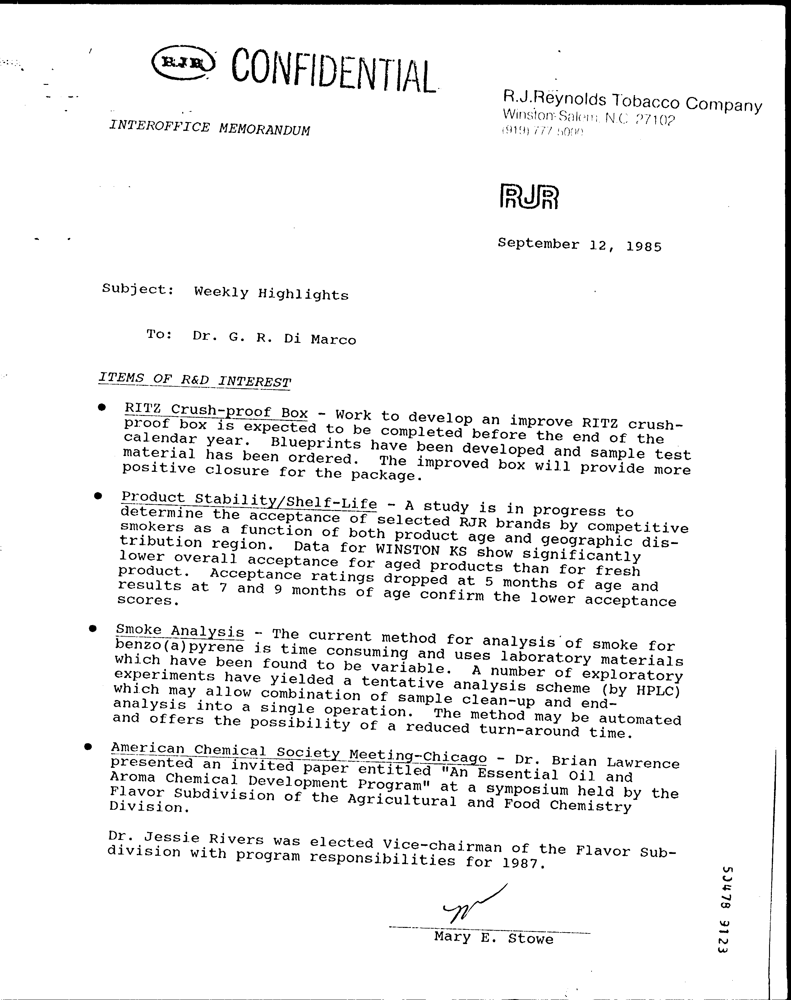 RJR CONFIDENTIAL
R.J.Reynolds Tobacco Company
Winston-Salem, N.C. 27102
(919) 777-5000
INTEROFFICE MEMORANDUM
RJR
September 12, 1985
Subject: Weekly Highlights
To: Dr. G. R. Di Marco
ITEMS OF R&D INTEREST
● RITZ Crush-proof Box - Work to develop an improve RITZ crush-
proof box is expected to be completed before the end of the
calendar year. Blueprints have been developed and sample test
material has been ordered. The improved box will provide more
positive closure for the package.
● Product Stability/Shelf-Life - A study is in progress to
determine the acceptance of selected RJR brands by competitive
smokers as a function of both product age and geographic dis-
tribution region. Data for WINSTON KS show significantly
lower overall acceptance for aged products than for fresh
product. Acceptance ratings dropped at 5 months of age and
results at 7 and 9 months of age confirm the lower acceptance
scores.
● Smoke Analysis - The current method for analysis of smoke for
benzo(a)pyrene is time consuming and uses laboratory materials
which have been found to be variable. A number of exploratory
experiments have yielded a tentative analysis scheme (by HPLC)
which may allow combination of sample clean-up and end-
analysis into a single operation. The method may be automated
and offers the possibility of a reduced turn-around time.
● American Chemical Society Meeting-Chicago - Dr. Brian Lawrence
presented an invited paper entitled "An Essential Oil and
Aroma Chemical Development Program" at a symposium held by the
Flavor Subdivision of the Agricultural and Food Chemistry
Division.
Dr. Jessie Rivers was elected Vice-chairman of the Flavor Sub-
division with program responsibilities for 1987.
Mary E. Stowe
50478 9123